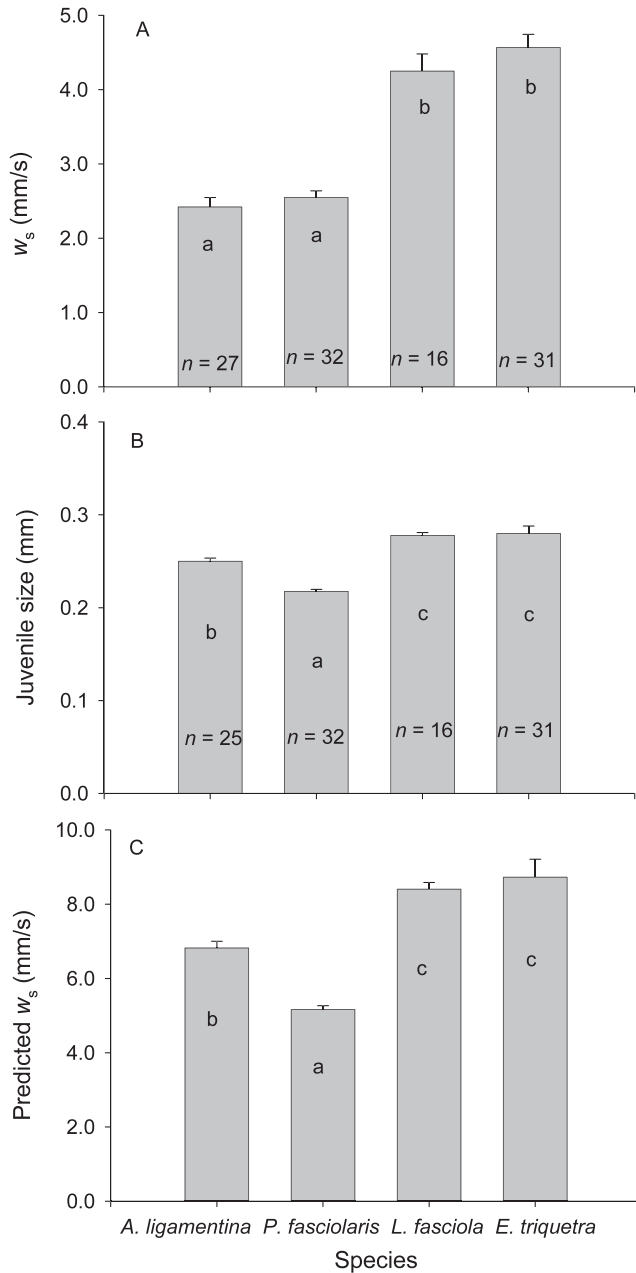 A
5.0
4.0
3.0
2.0
1.0
0.0
ws (mm/s)
a
a
b
b
n = 27
n = 32
n = 16
n = 31
B
0.4
0.3
0.2
0.1
0.0
Juvenile size (mm)
b
a
c
c
n = 25
n = 32
n = 16
n = 31
C
10.0
8.0
6.0
4.0
2.0
0.0
Predicted ws (mm/s)
b
a
c
c
A. ligamentina P. fasciolaris L. fasciola E. triquetra
Species